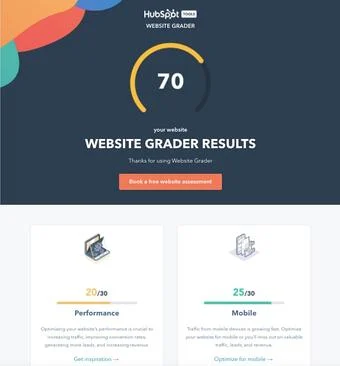 HubSpot TOOLS
WEBSITE GRADER
70
your website
WEBSITE GRADER RESULTS
Thanks for using Website Grader
Book a free website assessment
20/30
Performance
Optimizing your website's performance is crucial to
increasing traffic, improving conversion rates,
generating more leads, and increasing revenue.
Get inspiration →
25/30
Mobile
Traffic from mobile devices is growing fast. Optimize
your website for mobile or you'll miss out on valuable
traffic, leads, and revenue.
Optimize for mobile →